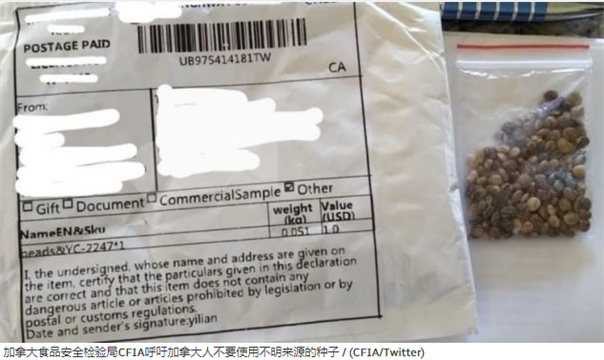 POSTAGE PAID
UB975414181TW
CA
From:
Gift Document CommercialSample Other
NameEN&Sku weight (kg) Value (USD)
beads&YC-2247*1 0.051 1.0
I, the undersigned, whose name and address are given on
the item, certify that the particulars given in this declaration
are correct and that this item does not contain any
dangerous article or articles prohibited by legislation or by
postal or customs regulations.
Date and sender's signature:yilian
加拿大食品安全检验局CFIA呼吁加拿大人不要使用不明来源的种子 / (CFIA/Twitter)